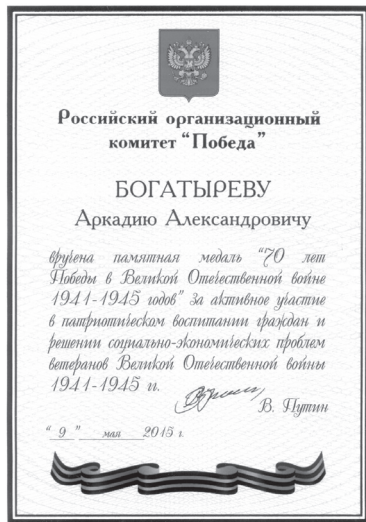 Российский организационный
комитет “Победа”
БОГАТЫРЕВУ
Аркадию Александровичу
вручена памятная медаль “70 лет
Победы в Великой Отечественной войне
1941-1945 годов” за активное участие
в патриотическом воспитании граждан и
решении социально-экономических проблем
ветеранов Великой Отечественной войны
1941-1945 гг.
В. Путин
“ 9 ” мая 2015 г.